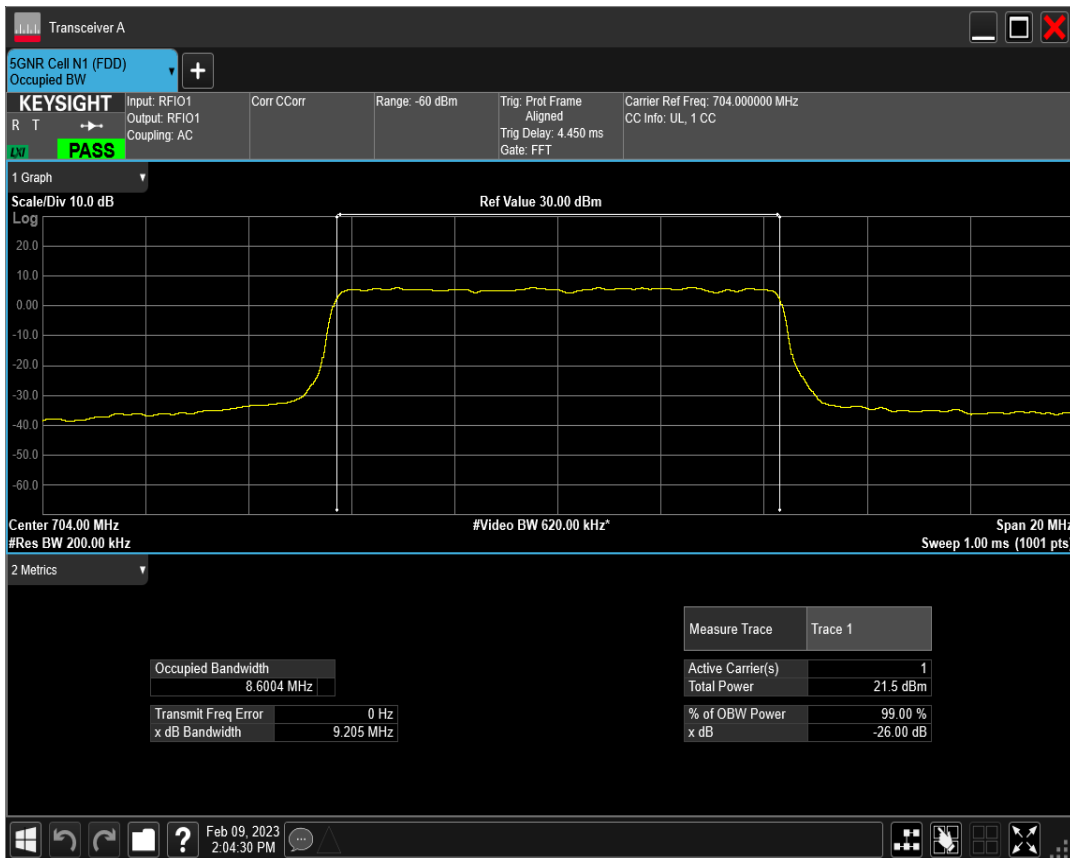 Transceiver A
5GNR Cell N1 (FDD)
Occupied BW
+
KEYSIGHT
R T
LXI
PASS
Input: RFIO1
Output: RFIO1
Coupling: AC
Corr CCorr
Range: -60 dBm
Trig: Prot Frame
Aligned
Trig Delay: 4.450 ms
Gate: FFT
Carrier Ref Freq: 704.000000 MHz
CC Info: UL, 1 CC
1 Graph
Scale/Div 10.0 dB
Ref Value 30.00 dBm
Log
20.0
10.0
0.00
-10.0
-20.0
-30.0
-40.0
-50.0
-60.0
Center 704.00 MHz
#Video BW 620.00 kHz*
Span 20 MHz
#Res BW 200.00 kHz
Sweep 1.00 ms (1001 pts)
2 Metrics
Measure Trace Trace 1
Occupied Bandwidth
8.6004 MHz
Active Carrier(s) 1
Total Power 21.5 dBm
Transmit Freq Error 0 Hz
x dB Bandwidth 9.205 MHz
% of OBW Power 99.00 %
x dB -26.00 dB
?
Feb 09, 2023
2:04:30 PM